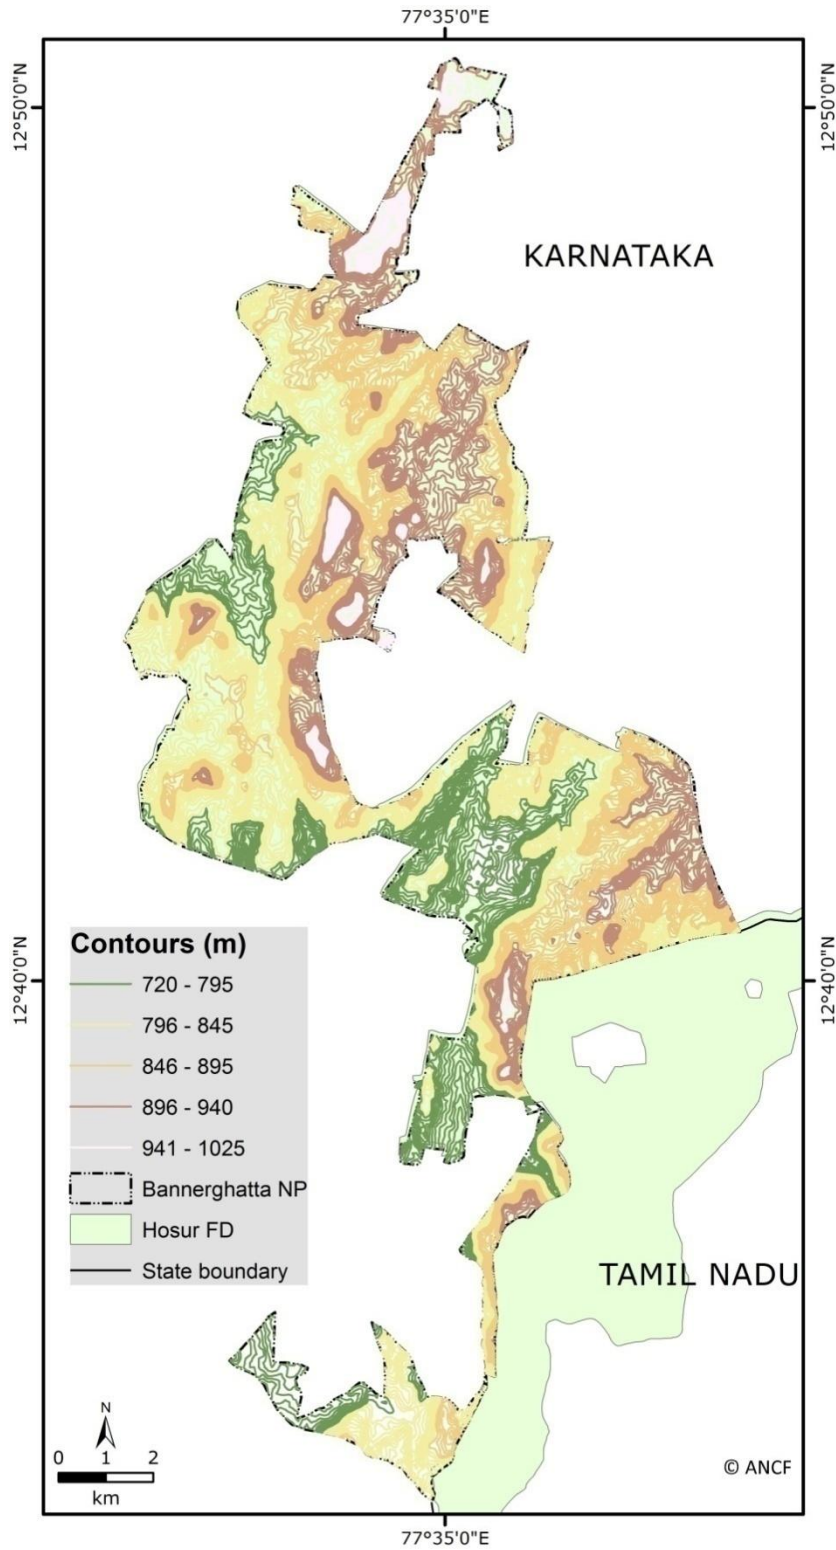 77°35'0"E
12°50'0"N
12°50'0"N
KARNATAKA
Contours (m)
720 - 795
796 - 845
846 - 895
896 - 940
941 - 1025
Bannerghatta NP
Hosur FD
State boundary
12°40'0"N
12°40'0"N
TAMIL NADU
N
0 1 2
km
© ANCF
77°35'0"E